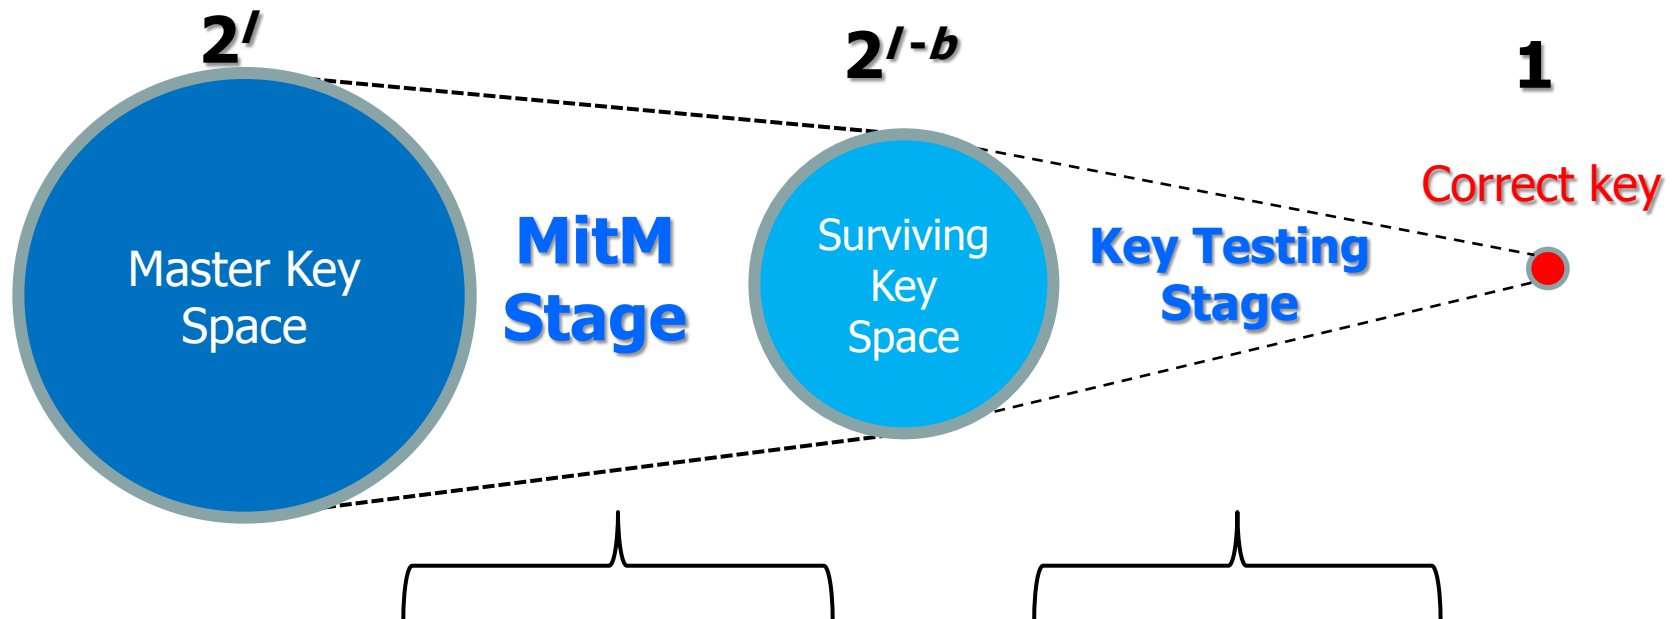 2^l
2^{l-b}
1
Master Key
Space
MitM
Stage
Surviving
Key
Space
Key Testing
Stage
Correct key